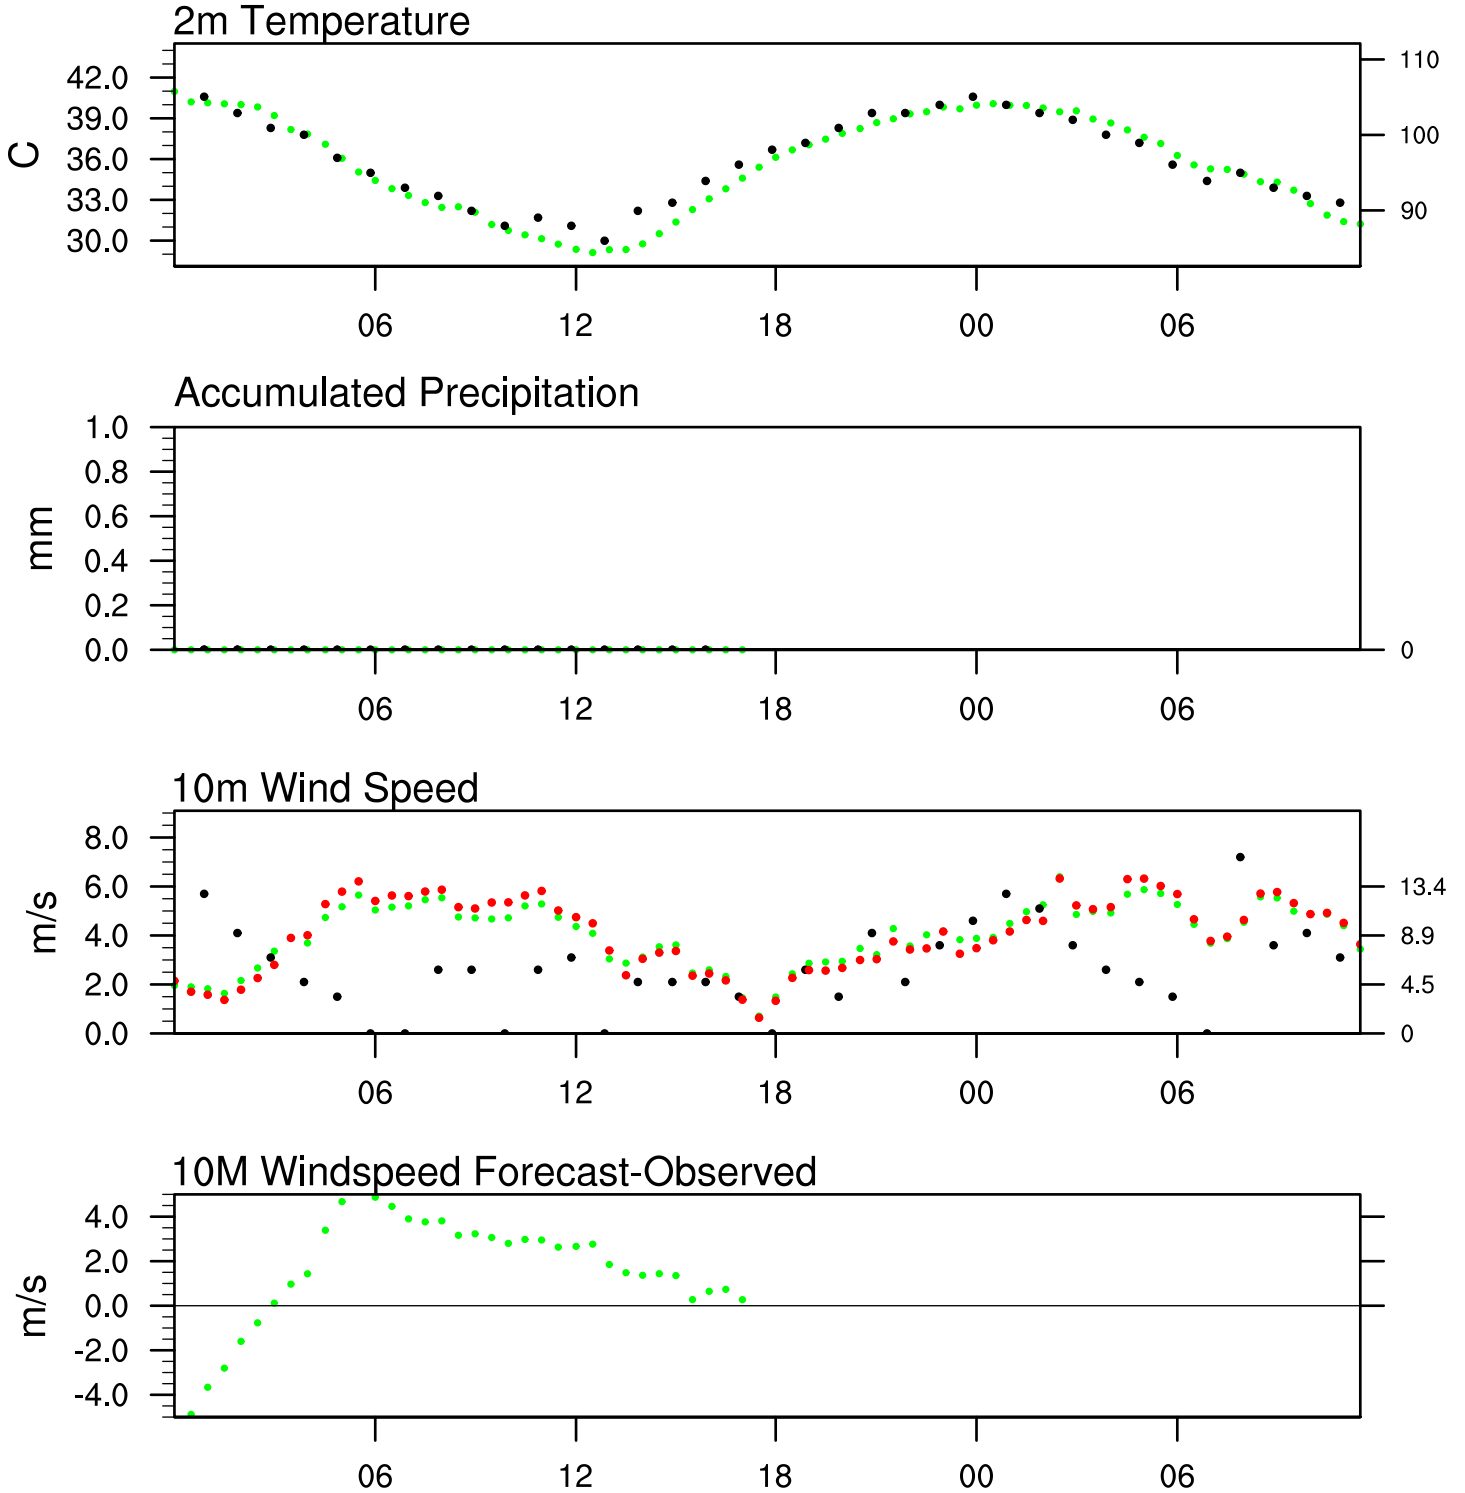 2m Temperature
42.0
39.0
36.0
33.0
30.0
C
110
100
90
06 12 18 00 06
Accumulated Precipitation
1.0
0.8
0.6
0.4
0.2
0.0
mm
0
06 12 18 00 06
10m Wind Speed
8.0
6.0
4.0
2.0
0.0
m/s
13.4
8.9
4.5
0
06 12 18 00 06
10M Windspeed Forecast-Observed
4.0
2.0
0.0
-2.0
-4.0
m/s
06 12 18 00 06